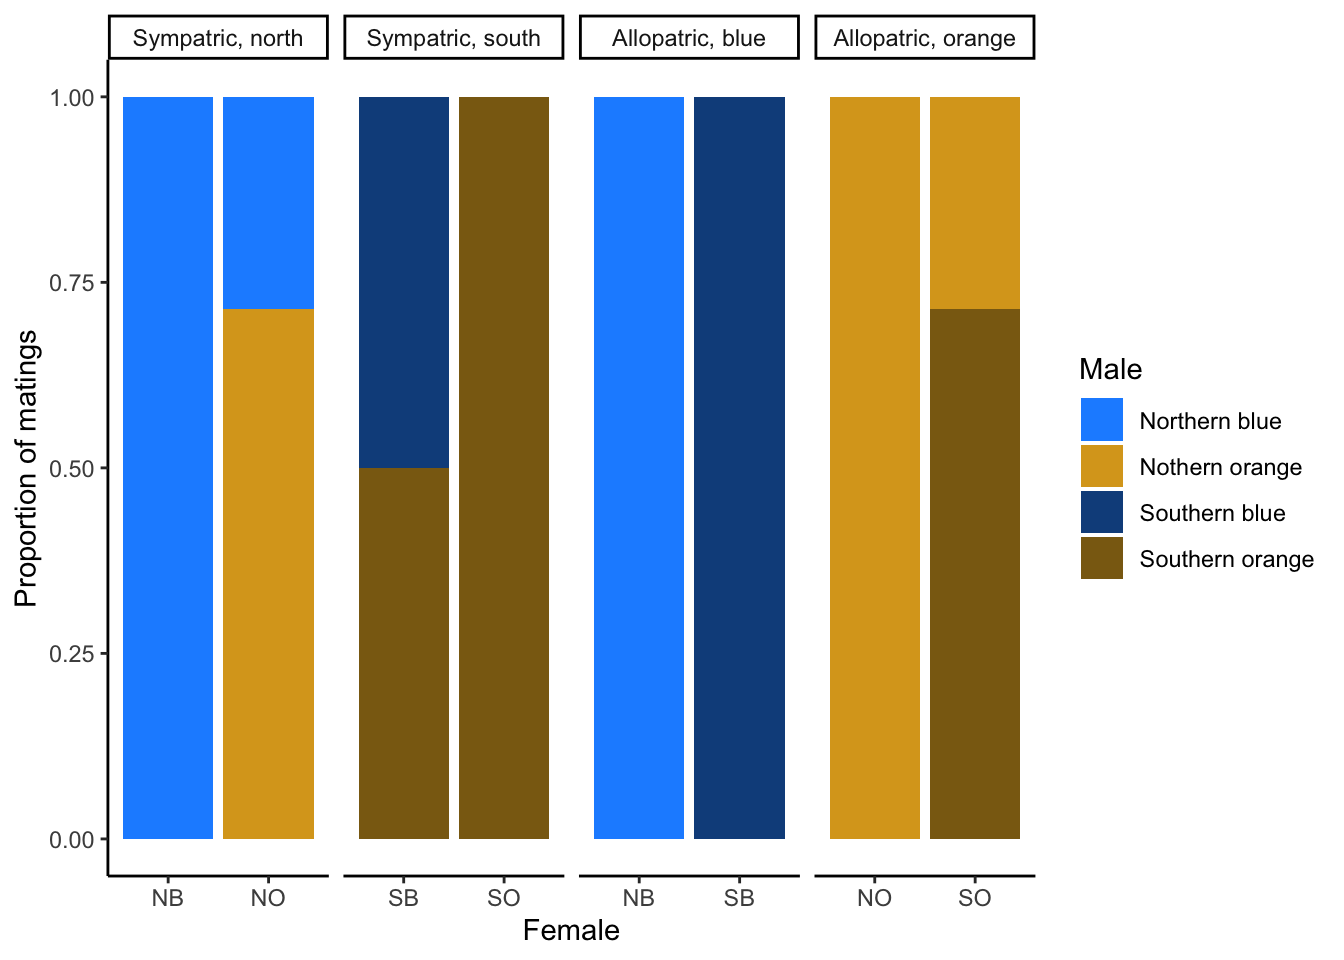 Sympatric, north
Sympatric, south
Allopatric, blue
Allopatric, orange
Proportion of matings
1.00
0.75
0.50
0.25
0.00
NB
NO
SB
SO
NB
SB
NO
SO
Female
Male
Northern blue
Nothern orange
Southern blue
Southern orange